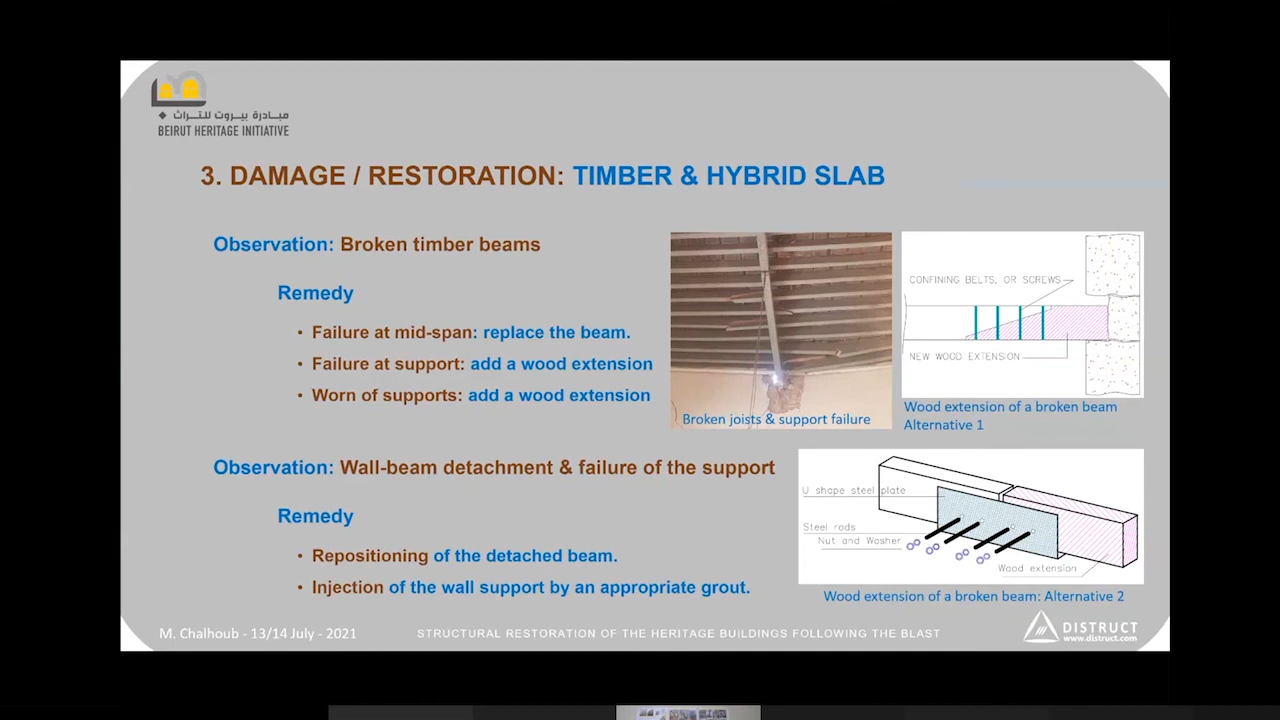 مبادرة بيروت للتراث
BEIRUT HERITAGE INITIATIVE
3. DAMAGE / RESTORATION: TIMBER & HYBRID SLAB
Observation: Broken timber beams
Remedy
• Failure at mid-span: replace the beam.
• Failure at support: add a wood extension
• Worn of supports: add a wood extension
Broken joists & support failure
CONFINING BELTS, OR SCREWS
NEW WOOD EXTENSION
Wood extension of a broken beam
Alternative 1
Observation: Wall-beam detachment & failure of the support
Remedy
• Repositioning of the detached beam.
• Injection of the wall support by an appropriate grout.
U shape steel plate
Steel rods
Nut and Washer
Wood extension
Wood extension of a broken beam: Alternative 2
M. Chalhoub - 13/14 July - 2021
STRUCTURAL RESTORATION OF THE HERITAGE BUILDINGS FOLLOWING THE BLAST
DISTRUCT
www.distruct.com